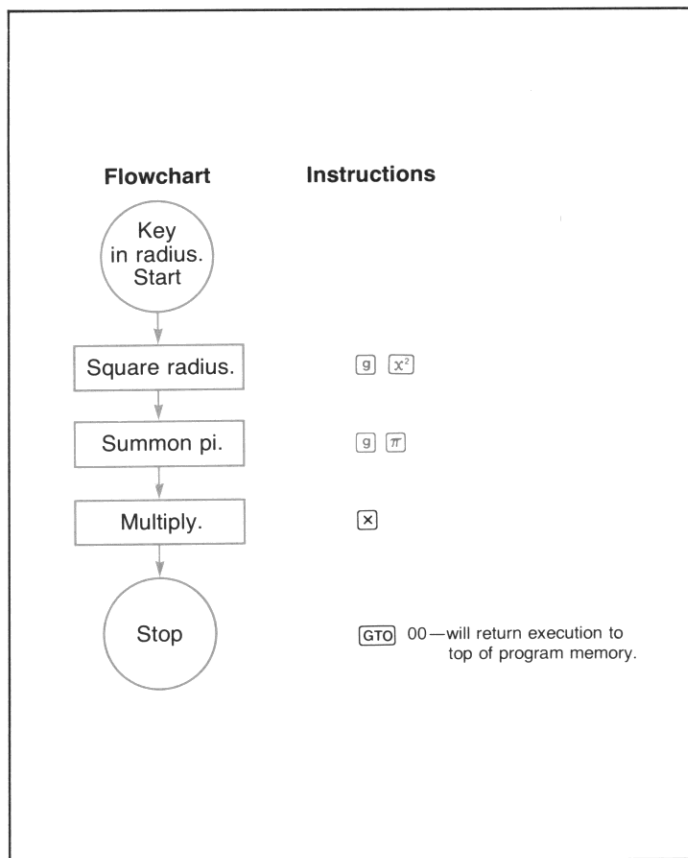 Flowchart Instructions
Key
in radius.
Start
Square radius. g x²
Summon pi. g π
Multiply. ×
Stop GTO 00—will return execution to
top of program memory.